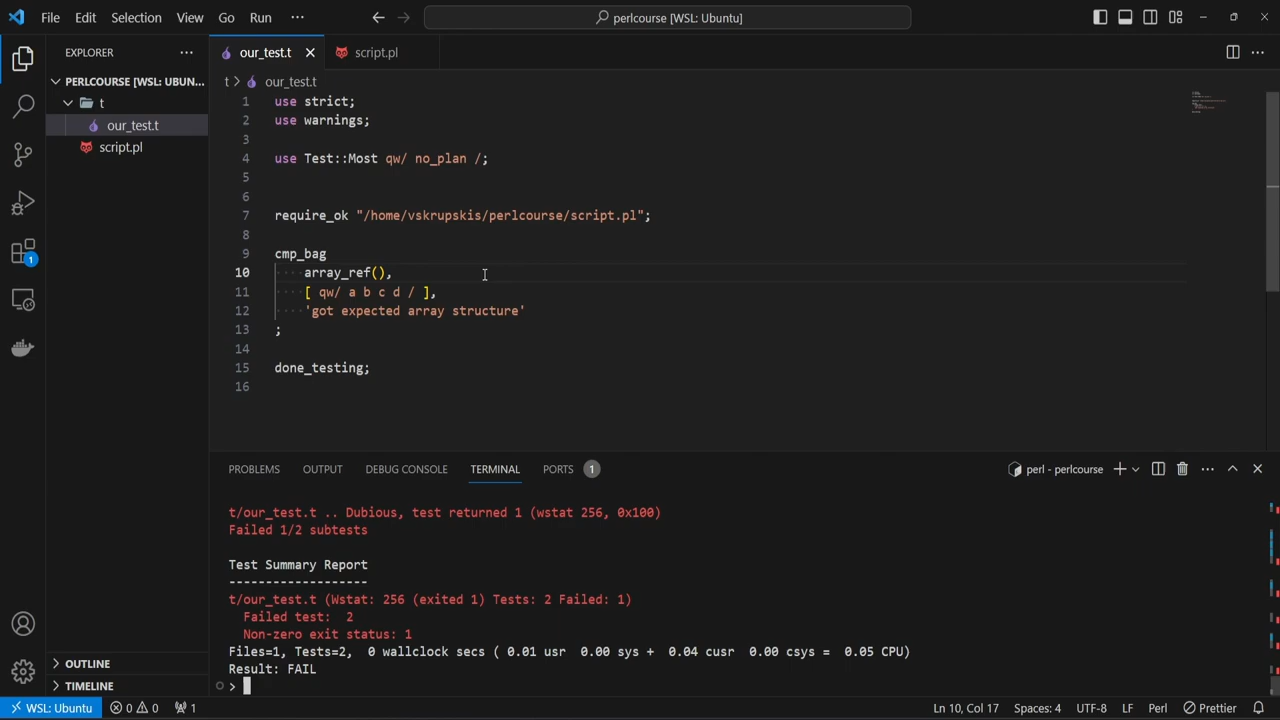 File Edit Selection View Go Run ··· perlcourse [WSL: Ubuntu]
EXPLORER ···
PERLCOURSE [WSL: UBUN...
t
our_test.t
script.pl
OUTLINE
TIMELINE
our_test.t script.pl
t > our_test.t
1 use strict;
2 use warnings;
3
4 use Test::Most qw/ no_plan /;
5
6
7 require_ok "/home/vskrupskis/perlcourse/script.pl";
8
9 cmp_bag
10 ····array_ref(),
11 ····[ qw/ a b c d / ],
12 ····'got expected array structure'
13 ;
14
15 done_testing;
16
PROBLEMS OUTPUT DEBUG CONSOLE TERMINAL PORTS 1 perl - perlcourse
t/our_test.t .. Dubious, test returned 1 (wstat 256, 0x100)
Failed 1/2 subtests
Test Summary Report
-------------------
t/our_test.t (Wstat: 256 (exited 1) Tests: 2 Failed: 1)
Failed test:  2
Non-zero exit status: 1
Files=1, Tests=2,  0 wallclock secs ( 0.01 usr  0.00 sys +  0.04 cusr  0.00 csys =  0.05 CPU)
Result: FAIL
>
1
WSL: Ubuntu 0 0 1 Ln 10, Col 17 Spaces: 4 UTF-8 LF Perl Prettier